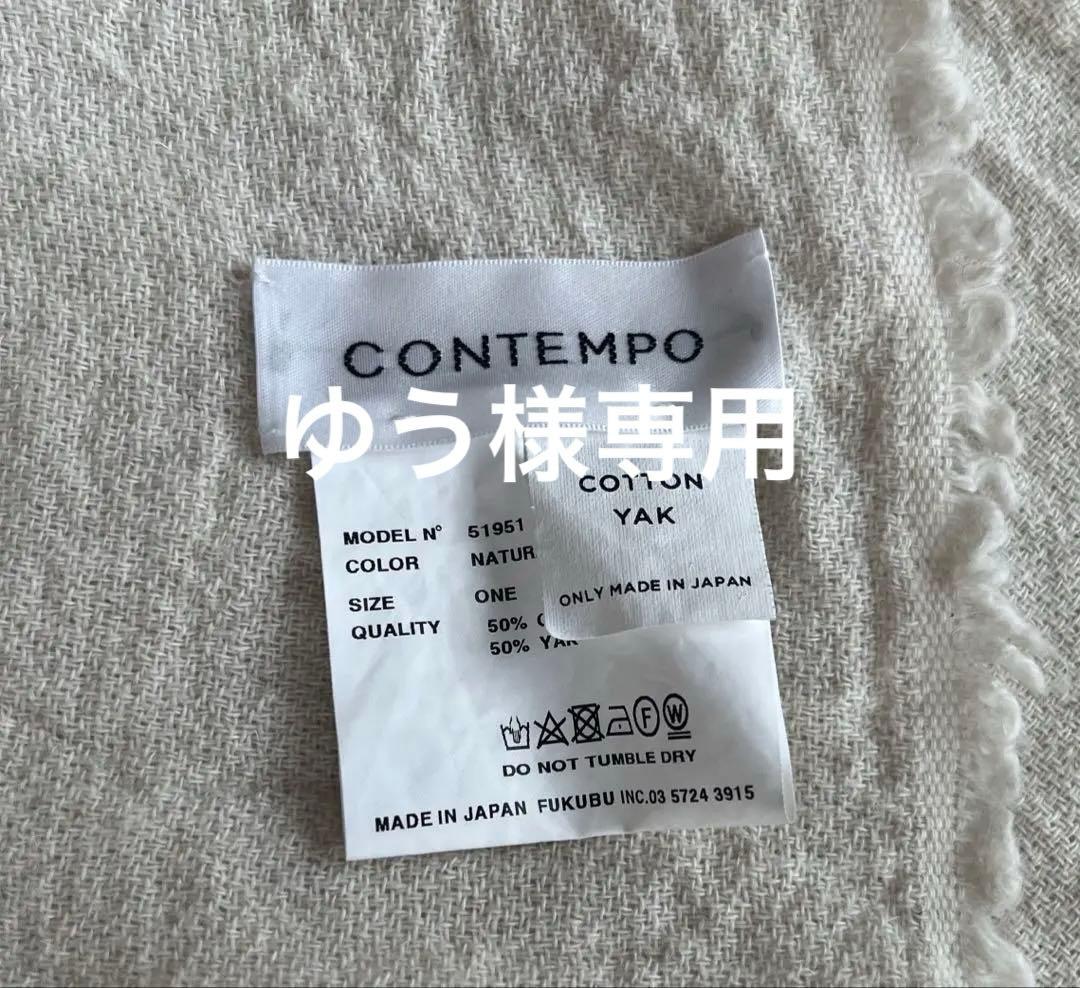 CONTEMPO
ゆう様専用
COTTON
YAK
ONLY MADE IN JAPAN
MODEL N° 51951
COLOR NATUR
SIZE ONE
QUALITY 50% C
50% YAK
F W
DO NOT TUMBLE DRY
MADE IN JAPAN FUKUBU INC.03 5724 3915